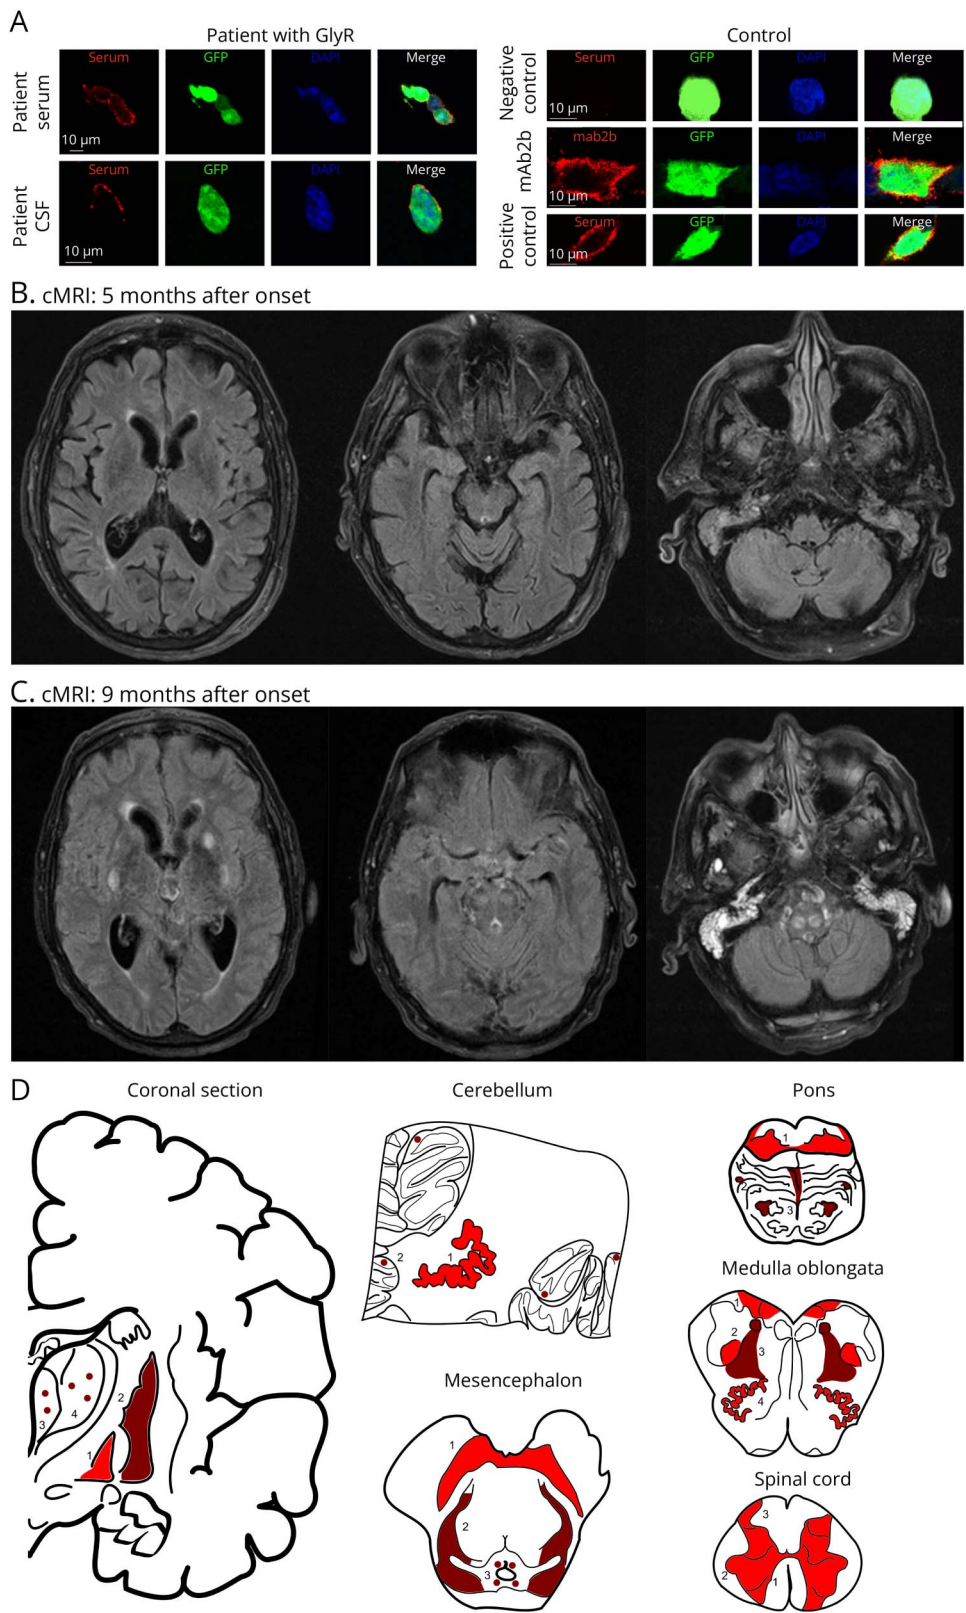 A
Patient with GlyR
Control
Patient serum
Serum
GFP
DAPI
Merge
10 µm
Negative control
Serum
GFP
DAPI
Merge
10 µm
mAb2b
mab2b
GFP
DAPI
Merge
10 µm
Patient CSF
Serum
GFP
DAPI
Merge
10 µm
Positive control
Serum
GFP
DAPI
Merge
10 µm
B. cMRI: 5 months after onset
C. cMRI: 9 months after onset
D
Coronal section
1
2
3
4
Cerebellum
1
2
Pons
1
2
3
Medulla oblongata
1
2
3
4
Mesencephalon
1
2
3
Spinal cord
1
2
3